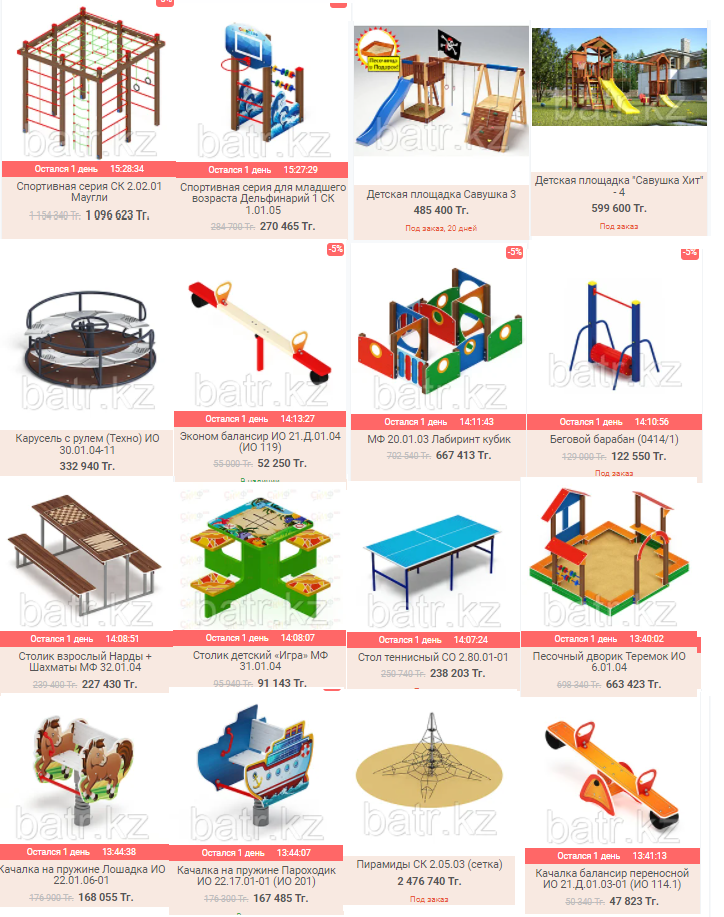 -5%
batr.kz
Остался 1 день 15:28:34
Спортивная серия СК 2.02.01
Маугли
1 154 340 Тг. 1 096 623 Тг.
batr.kz
Остался 1 день 15:27:29
Спортивная серия для младшего
возраста Дельфинарий 1 СК
1.01.05
284 700 Тг. 270 465 Тг.
Песочница
в Подарок!
batr.kz
Детская площадка Савушка 3
485 400 Тг.
Под заказ, 20 дней
batr.kz
Детская площадка "Савушка Хит"
- 4
599 600 Тг.
Под заказ
batr.kz
Карусель с рулем (Техно) ИО
30.01.04-11
332 940 Тг.
-5%
batr.kz
Остался 1 день 14:13:27
Эконом балансир ИО 21.Д.01.04
(ИО 119)
55 000 Тг. 52 250 Тг.
В наличии
-5%
batr.kz
Остался 1 день 14:11:43
МФ 20.01.03 Лабиринт кубик
702 540 Тг. 667 413 Тг.
-5%
batr.kz
Остался 1 день 14:10:56
Беговой барабан (0414/1)
129 000 Тг. 122 550 Тг.
Под заказ
batr.kz
Остался 1 день 14:08:51
Столик взрослый Нарды +
Шахматы МФ 32.01.04
239 400 Тг. 227 430 Тг.
batr.kz
Остался 1 день 14:08:07
Столик детский «Игра» МФ
31.01.04
95 940 Тг. 91 143 Тг.
batr.kz
Остался 1 день 14:07:24
Стол теннисный СО 2.80.01-01
250 740 Тг. 238 203 Тг.
batr.kz
Остался 1 день 13:40:02
Песочный дворик Теремок ИО
6.01.04
698 340 Тг. 663 423 Тг.
batr.kz
Остался 1 день 13:44:38
Качалка на пружине Лошадка ИО
22.01.06-01
176 900 Тг. 168 055 Тг.
batr.kz
Остался 1 день 13:44:07
Качалка на пружине Пароходик
ИО 22.17.01-01 (ИО 201)
176 300 Тг. 167 485 Тг.
batr.kz
Пирамиды СК 2.05.03 (сетка)
2 476 740 Тг.
Под заказ
batr.kz
Остался 1 день 13:41:13
Качалка балансир переносной
ИО 21.Д.01.03-01 (ИО 114.1)
50 340 Тг. 47 823 Тг.